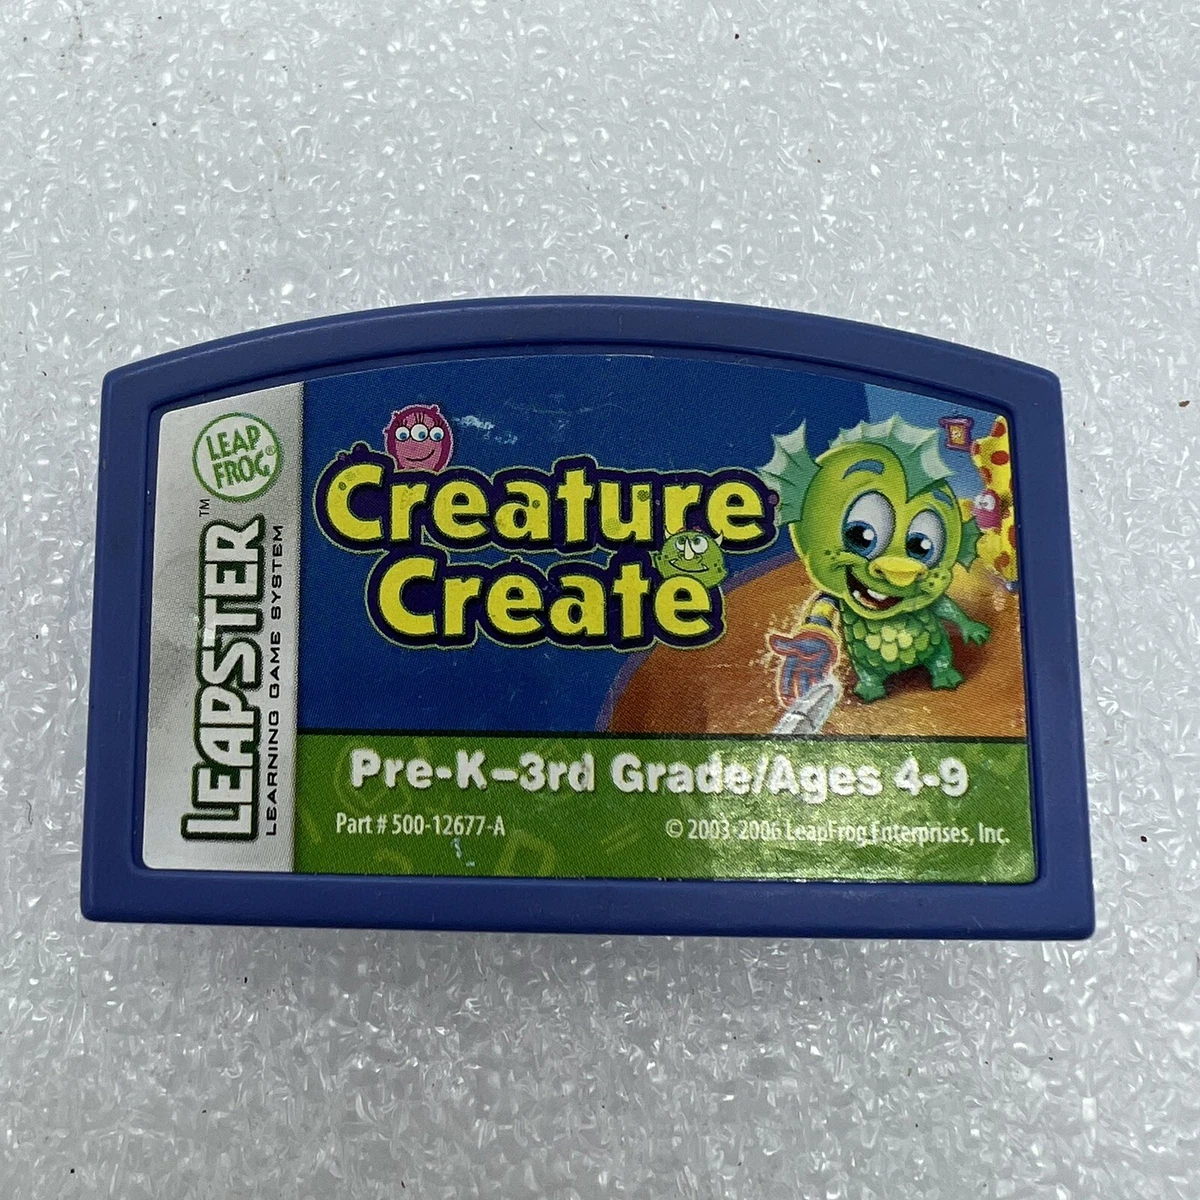 LEAP
FROG®
LEAPSTER™
LEARNING GAME SYSTEM
Creature
Create
Pre-K–3rd Grade/Ages 4-9
Part # 500-12677-A
© 2003-2006 LeapFrog Enterprises, Inc.